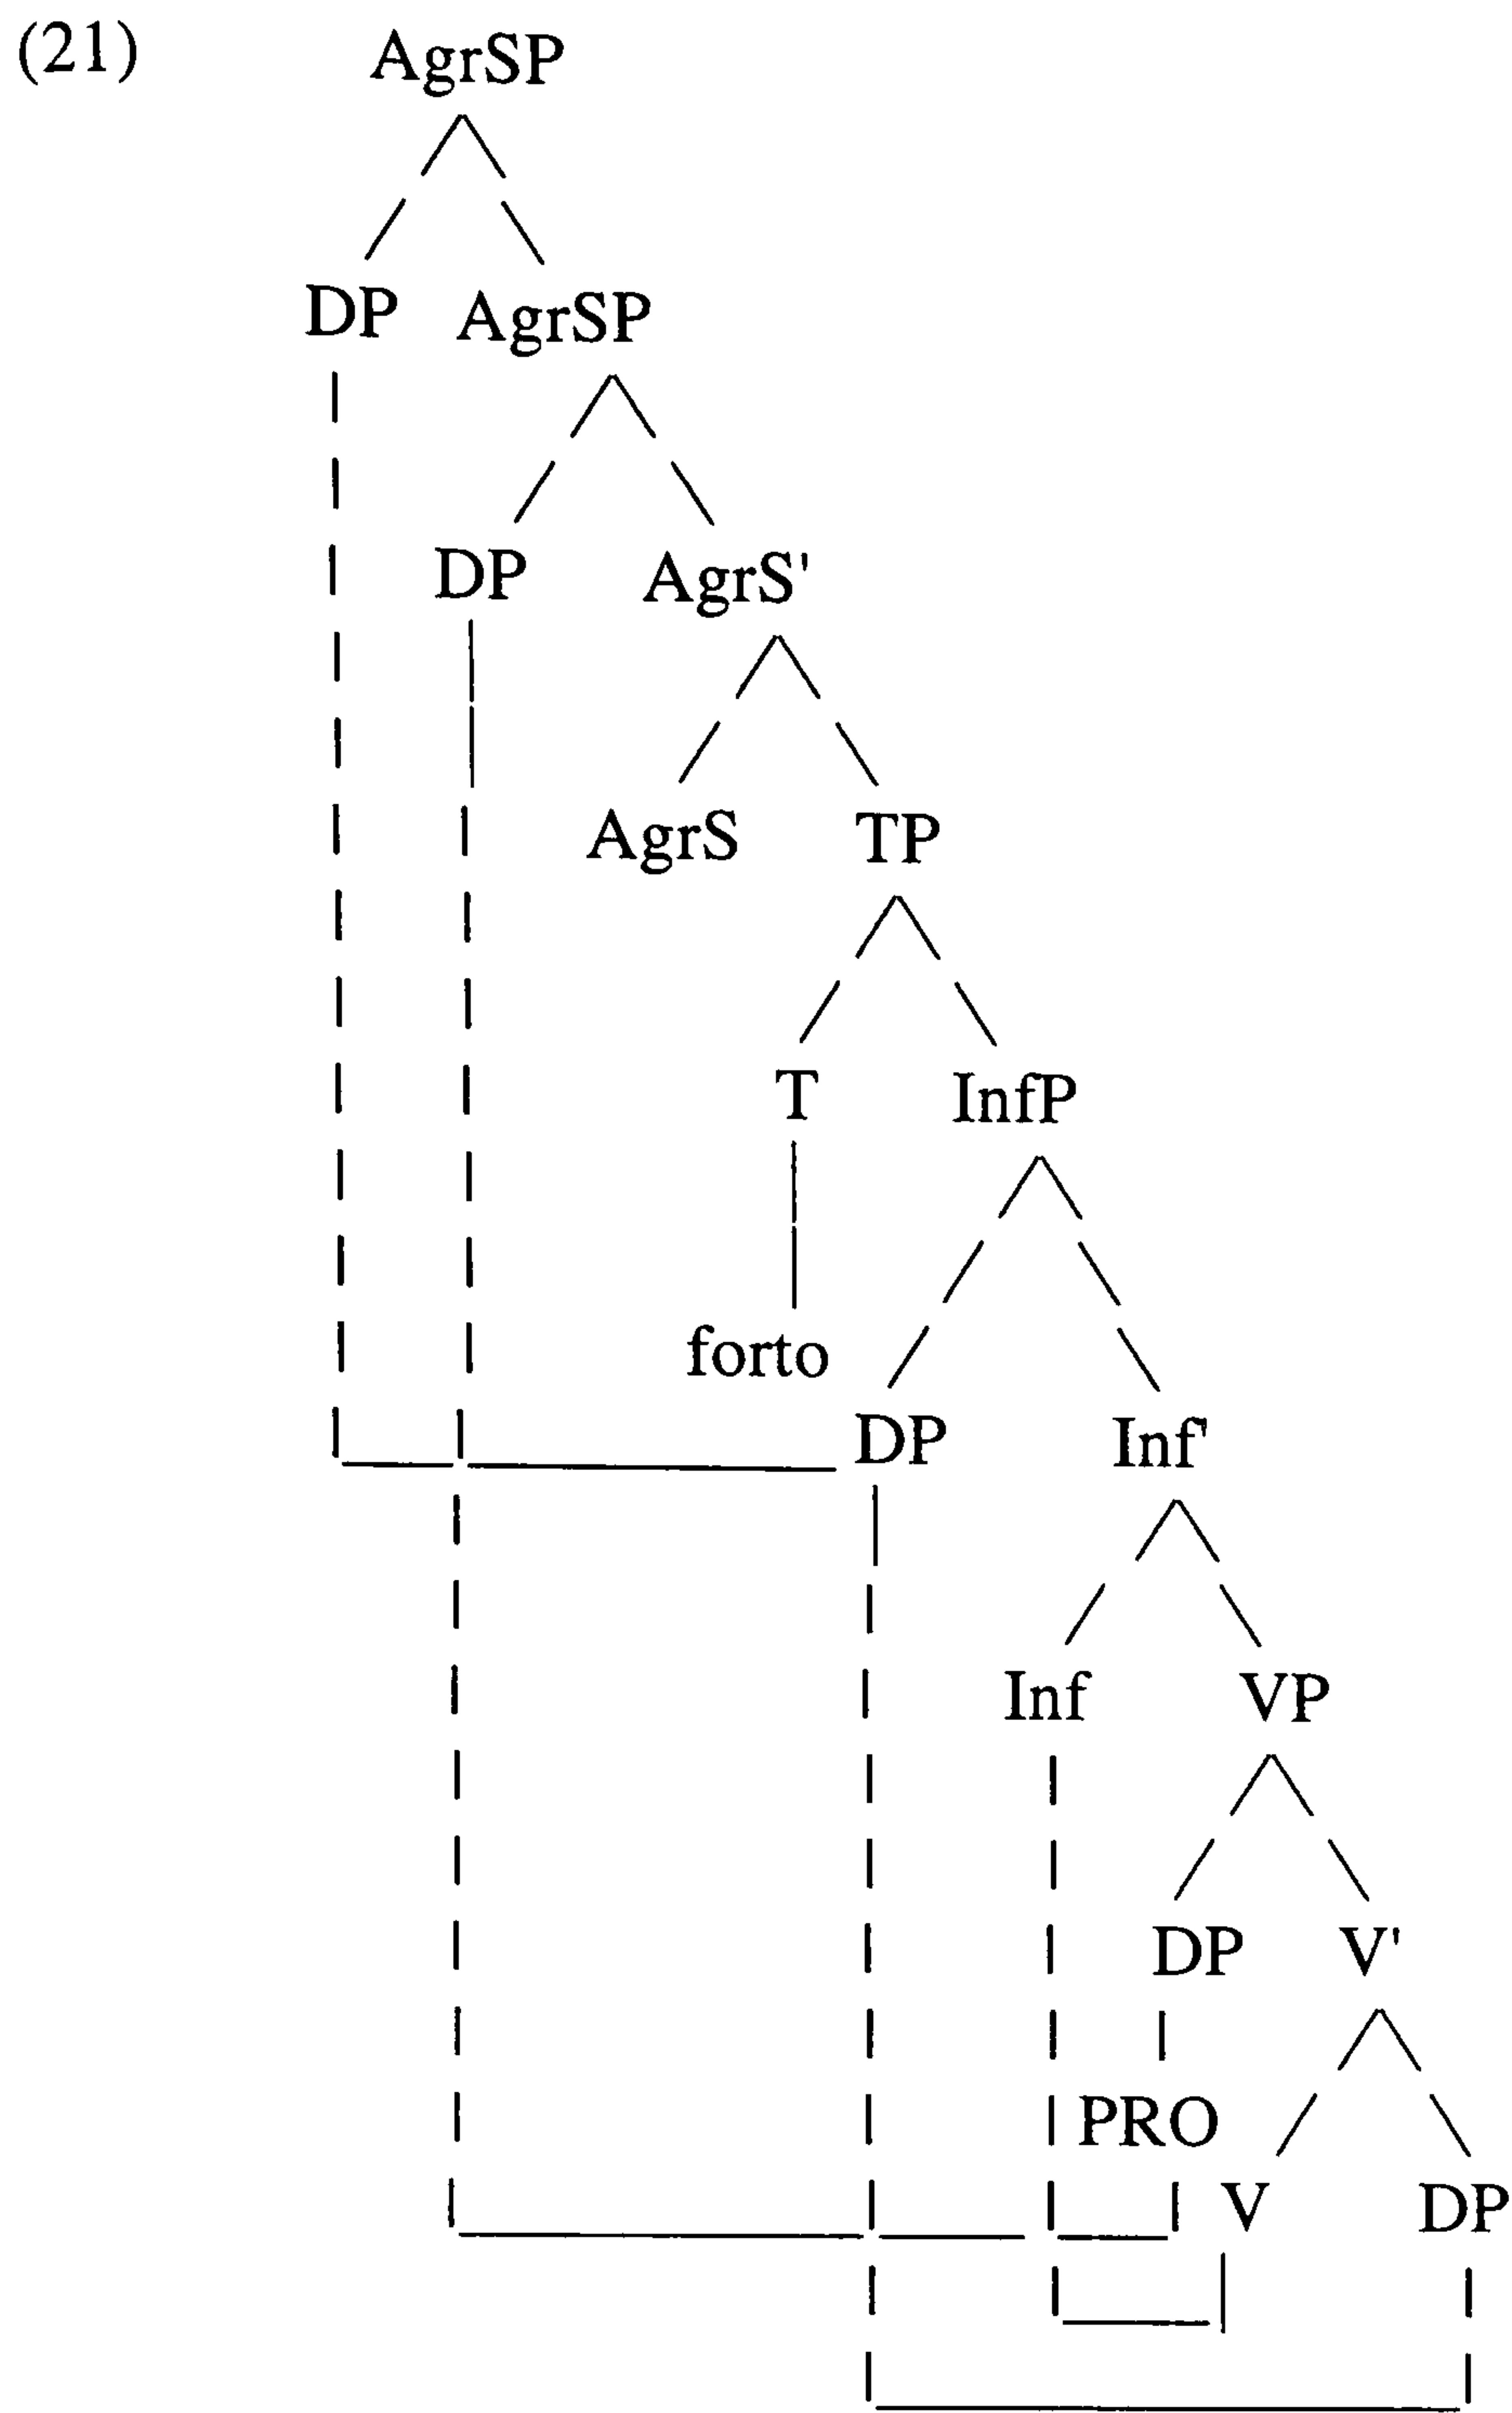 (21) AgrSP
DP AgrSP
DP AgrS'
AgrS TP
T InfP
forto
DP Inf'
Inf VP
DP V'
PRO
V DP